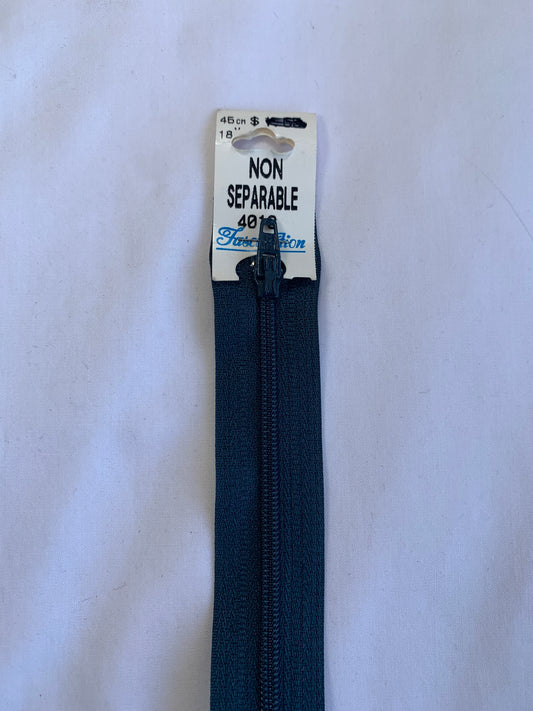 45 CM $
18"
NON
SEPARABLE